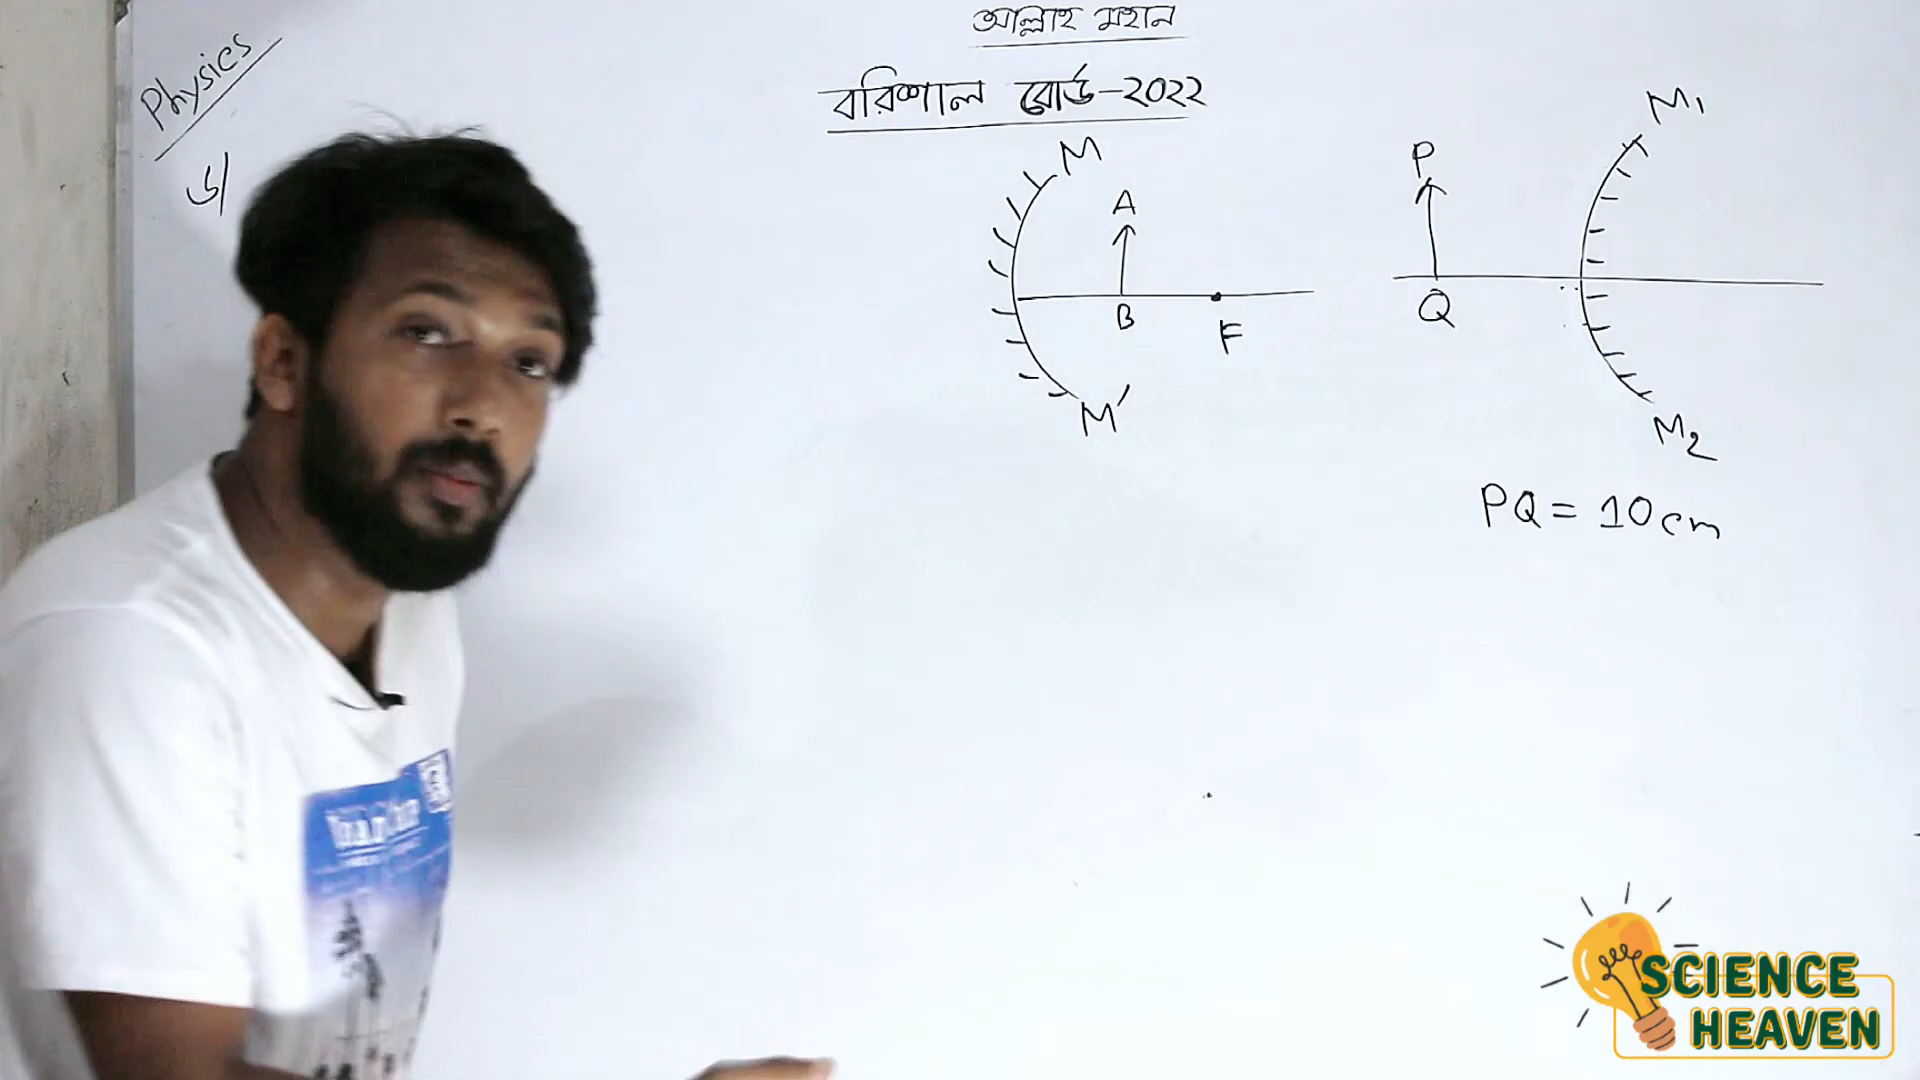 আল্লাহ মহান
Physics
বরিশাল বোর্ড-২০২২
৬/
M
A
B
F
M'
M₁
P
Q
M₂
PQ = 10 cm
SCIENCE
HEAVEN